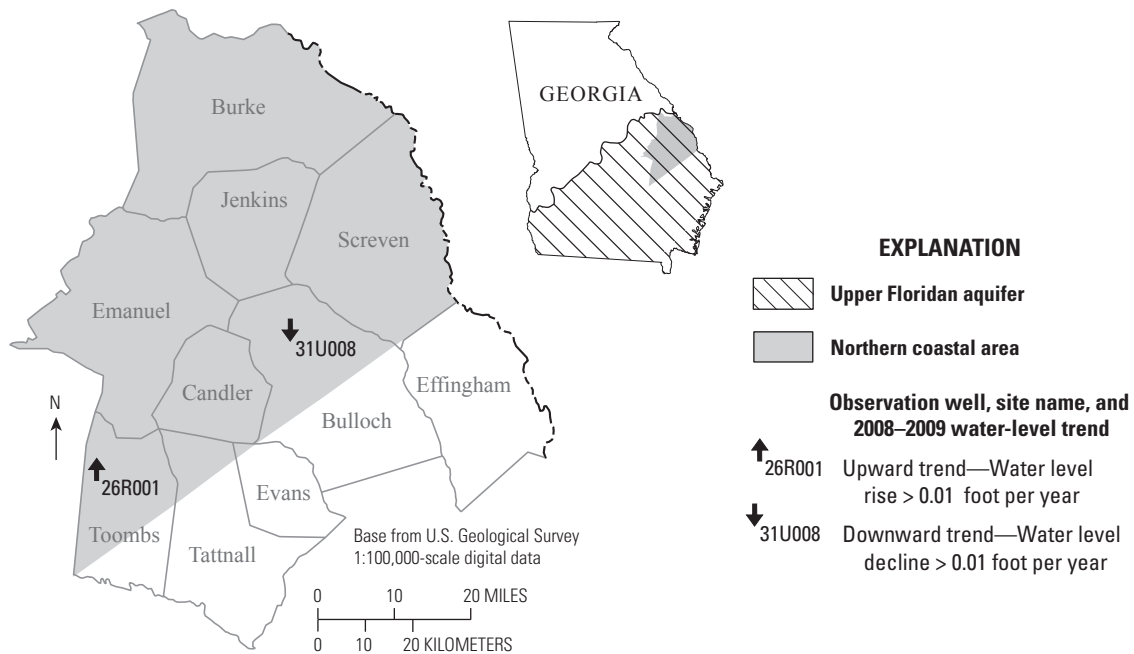 Burke
Jenkins
Screven
Emanuel
31U008
Candler
Effingham
Bulloch
N
26R001
Evans
Toombs
Tattnall
Base from U.S. Geological Survey
1:100,000-scale digital data
0 10 20 MILES
0 10 20 KILOMETERS
GEORGIA
EXPLANATION
Upper Floridan aquifer
Northern coastal area
Observation well, site name, and
2008–2009 water-level trend
26R001 Upward trend—Water level
rise > 0.01 foot per year
31U008 Downward trend—Water level
decline > 0.01 foot per year